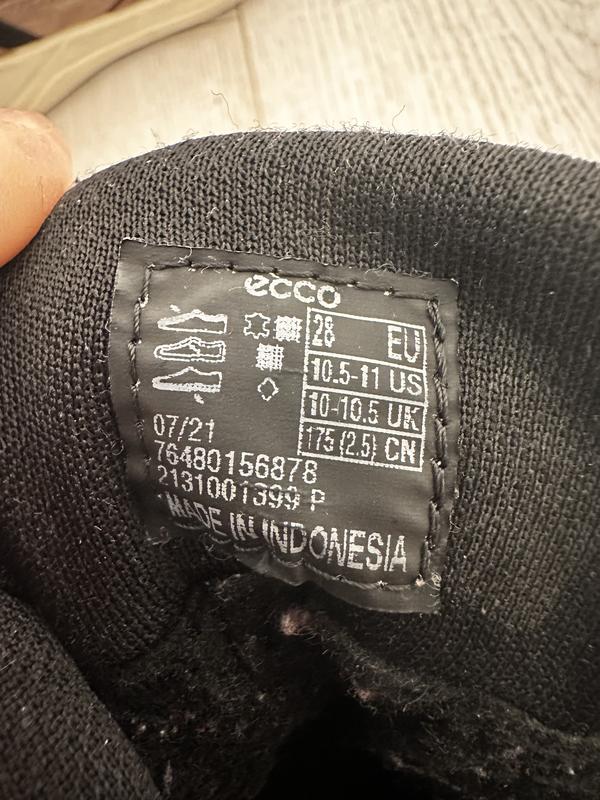 ecco
28 EU
10.5-11 US
10-10.5 UK
175 (2.5) CN
07/21
76480156878
2131001399 P
MADE IN INDONESIA